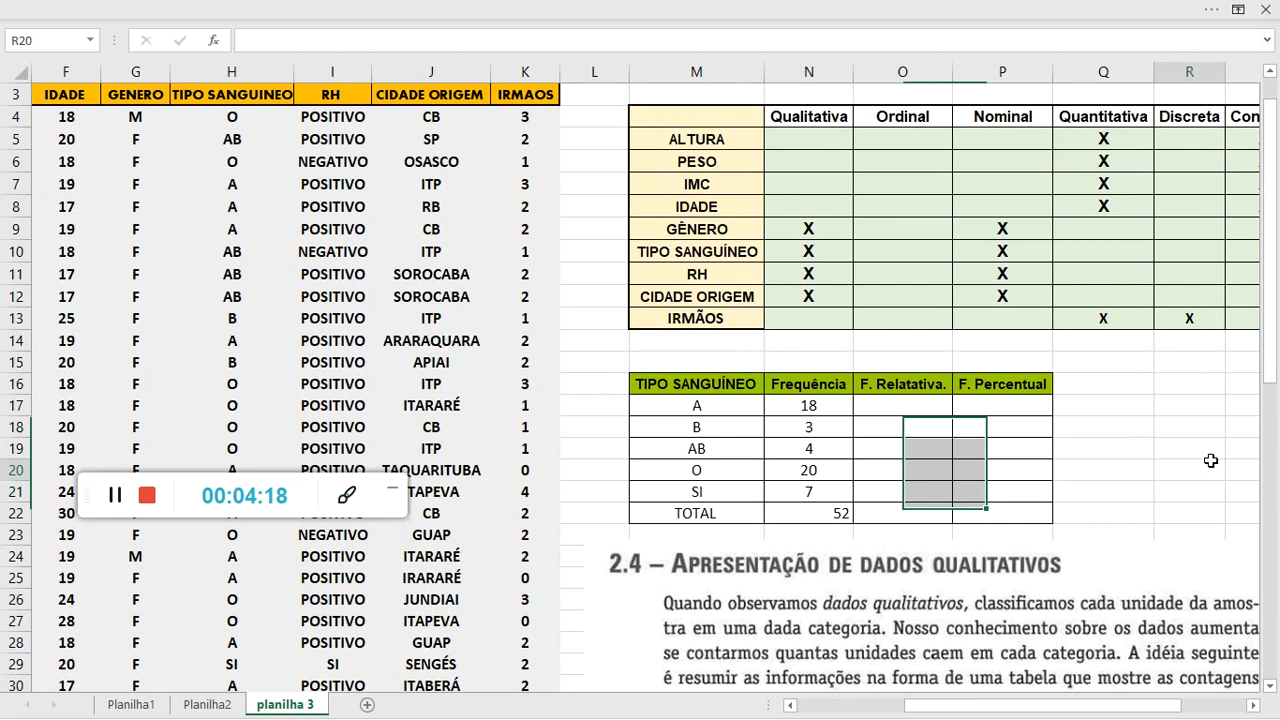 R20
fx
F G H I J K L M N O P Q R
3 IDADE GENERO TIPO SANGUINEO RH CIDADE ORIGEM IRMAOS
4 18 M O POSITIVO CB 3 Qualitativa Ordinal Nominal Quantitativa Discreta Con
5 20 F AB POSITIVO SP 2 ALTURA X
6 18 F O NEGATIVO OSASCO 1 PESO X
7 19 F A POSITIVO ITP 3 IMC X
8 17 F A POSITIVO RB 2 IDADE X
9 19 F A POSITIVO CB 2 GÊNERO X X
10 18 F AB NEGATIVO ITP 1 TIPO SANGUÍNEO X X
11 17 F AB POSITIVO SOROCABA 2 RH X X
12 17 F AB POSITIVO SOROCABA 2 CIDADE ORIGEM X X
13 25 F B POSITIVO ITP 1 IRMÃOS X X
14 19 F A POSITIVO ARARAQUARA 2
15 20 F B POSITIVO APIAI 2
16 18 F O POSITIVO ITP 3 TIPO SANGUÍNEO Frequência F. Relatativa. F. Percentual
17 18 F O POSITIVO ITARARÉ 1 A 18
18 20 F O POSITIVO CB 1 B 3
19 19 F O POSITIVO ITP 1 AB 4
20 18 F A POSITIVO TAQUARITUBA 0 O 20
21 24 TAPEVA 4 SI 7
00:04:18
22 30 F O POSITIVO CB 2 TOTAL 52
23 19 F O NEGATIVO GUAP 2
24 19 M A POSITIVO ITARARÉ 2
25 19 F A POSITIVO IRARARÉ 0
26 24 F O POSITIVO JUNDIAI 3
27 28 F O POSITIVO ITAPEVA 0
28 18 F A POSITIVO GUAP 2
29 20 F SI SI SENGÉS 2
30 17 F A POSITIVO ITABERÁ 2
2.4 – APRESENTAÇÃO DE DADOS QUALITATIVOS
Quando observamos dados qualitativos, classificamos cada unidade da amos-
tra em uma dada categoria. Nosso conhecimento sobre os dados aumenta
se contarmos quantas unidades caem em cada categoria. A idéia seguinte
é resumir as informações na forma de uma tabela que mostre as contagens
Planilha1 Planilha2 planilha 3